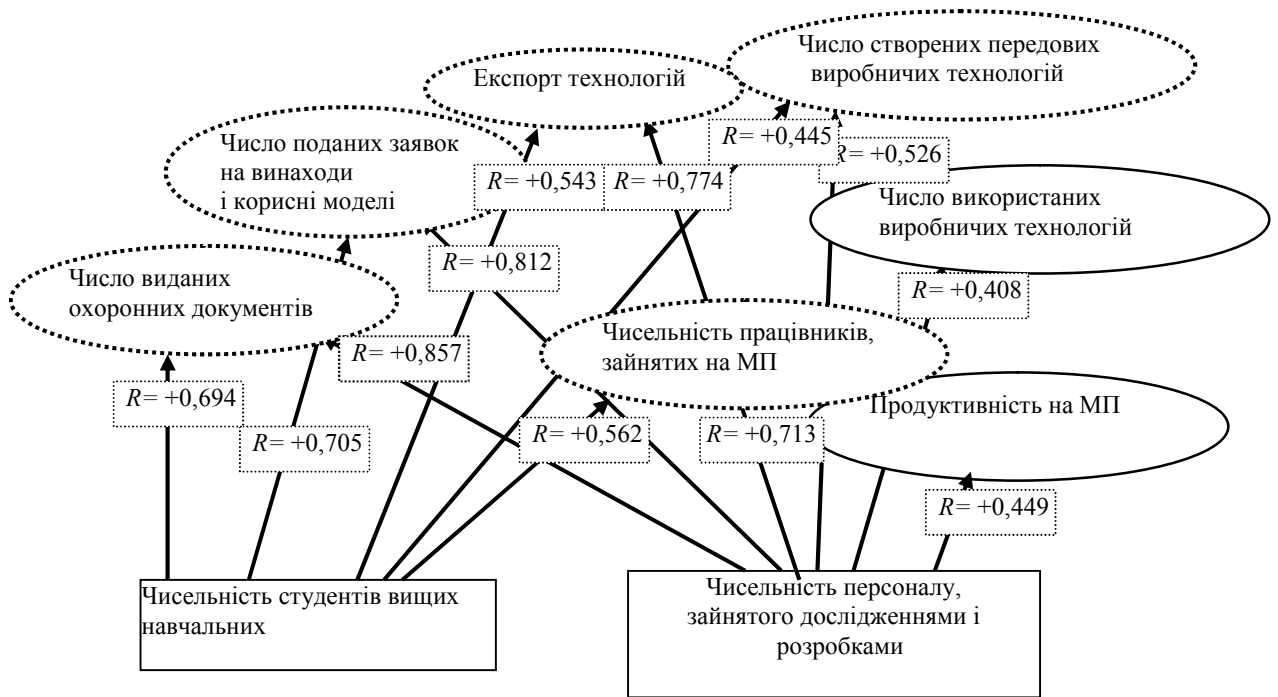 Число створених передових
виробничих технологій
Експорт технологій
Число поданих заявок
на винаходи
і корисні моделі
R= +0,445
R= +0,526
R= +0,543
R= +0,774
Число використаних
виробничих технологій
R= +0,812
Число виданих
охоронних документів
R= +0,408
Чисельність працівників,
зайнятих на МП
R= +0,857
R= +0,694
Продуктивність на МП
R= +0,705
R= +0,562
R= +0,713
R= +0,449
Чисельність студентів вищих
навчальних
Чисельність персоналу,
зайнятого дослідженнями і
розробками